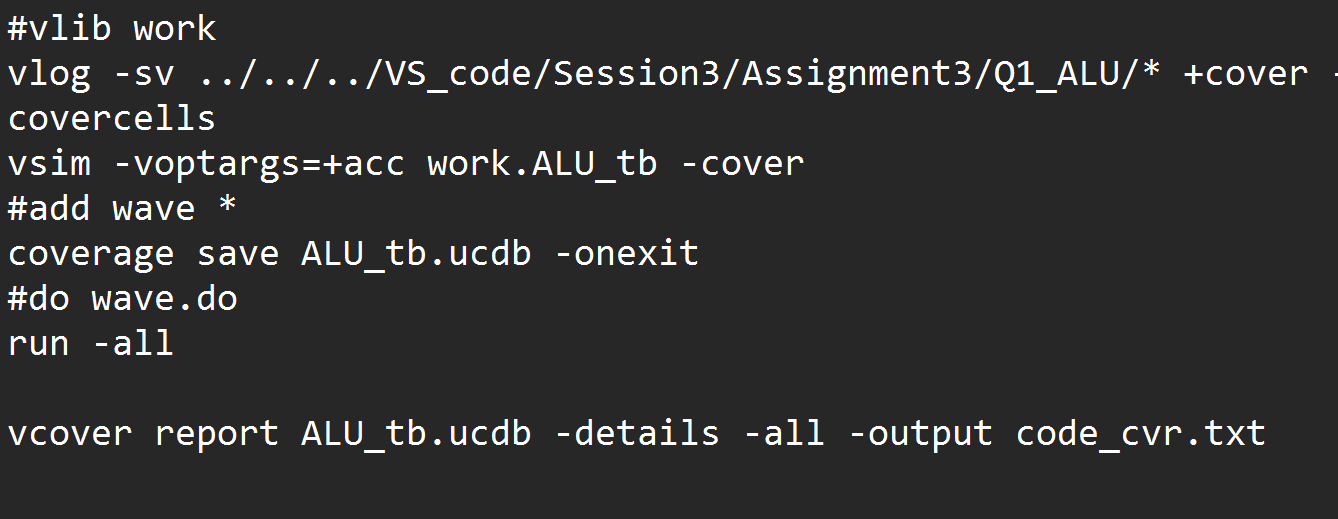 #vlib work
vlog -sv ../../../VS_code/Session3/Assignment3/Q1_ALU/* +cover -
covercells
vsim -voptargs=+acc work.ALU_tb -cover
#add wave *
coverage save ALU_tb.ucdb -onexit
#do wave.do
run -all
vcover report ALU_tb.ucdb -details -all -output code_cvr.txt